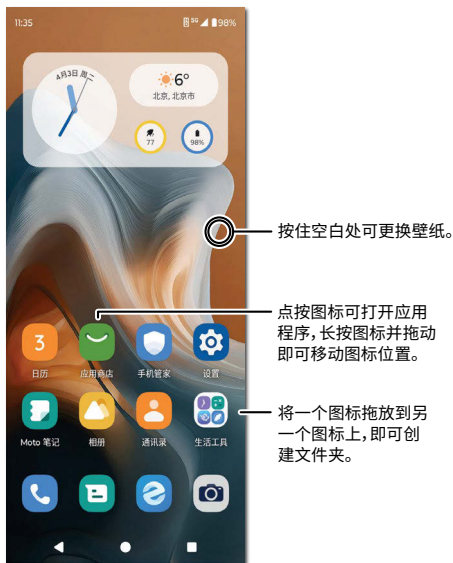 11:35
5G
98%
4月3日 周二
6°
北京, 北京市
77
98%
按住空白处可更换壁纸。
点按图标可打开应用
程序,长按图标并拖动
即可移动图标位置。
3
日历
应用商店
手机管家
设置
将一个图标拖放到另
一个图标上,即可创
建文件夹。
Moto 笔记
相册
通讯录
生活工具